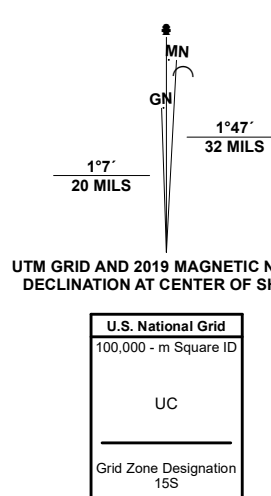 MN
GN
1°47´
32 MILS
1°7´
20 MILS
UTM GRID AND 2019 MAGNETIC N
DECLINATION AT CENTER OF SH
U.S. National Grid
100,000 - m Square ID
UC
Grid Zone Designation
15S